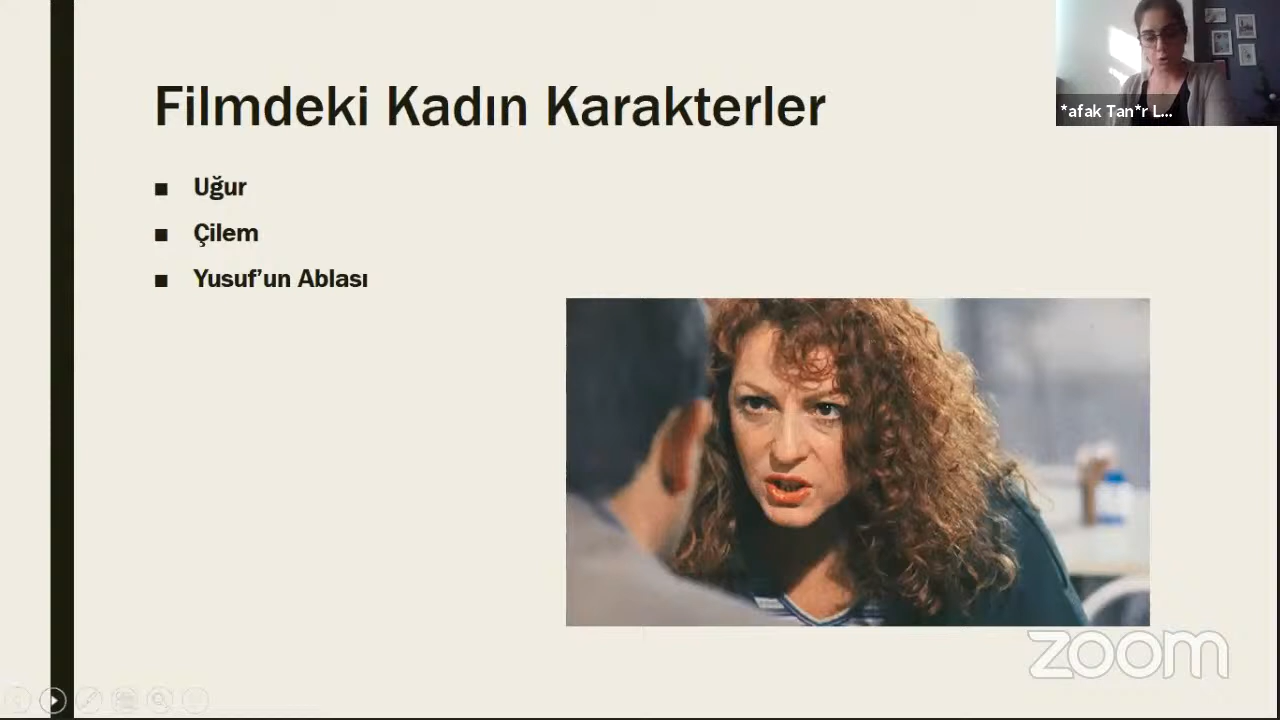 Filmdeki Kadın Karakterler
*afak Tan*r L...
■ Uğur
■ Çilem
■ Yusuf’un Ablası
zoom